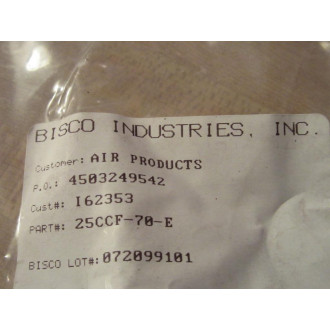 BISCO INDUSTRIES, INC.
Customer: AIR PRODUCTS
P.O.: 4503249542
Cust#: I62353
PART#: 25CCF-70-E
BISCO LOT#: 072099101